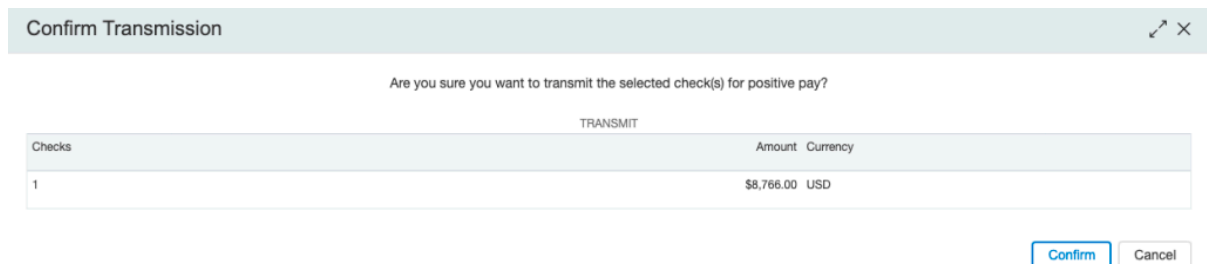 Confirm Transmission
Are you sure you want to transmit the selected check(s) for positive pay?
TRANSMIT
Checks Amount Currency
1 $8,766.00 USD
Confirm Cancel